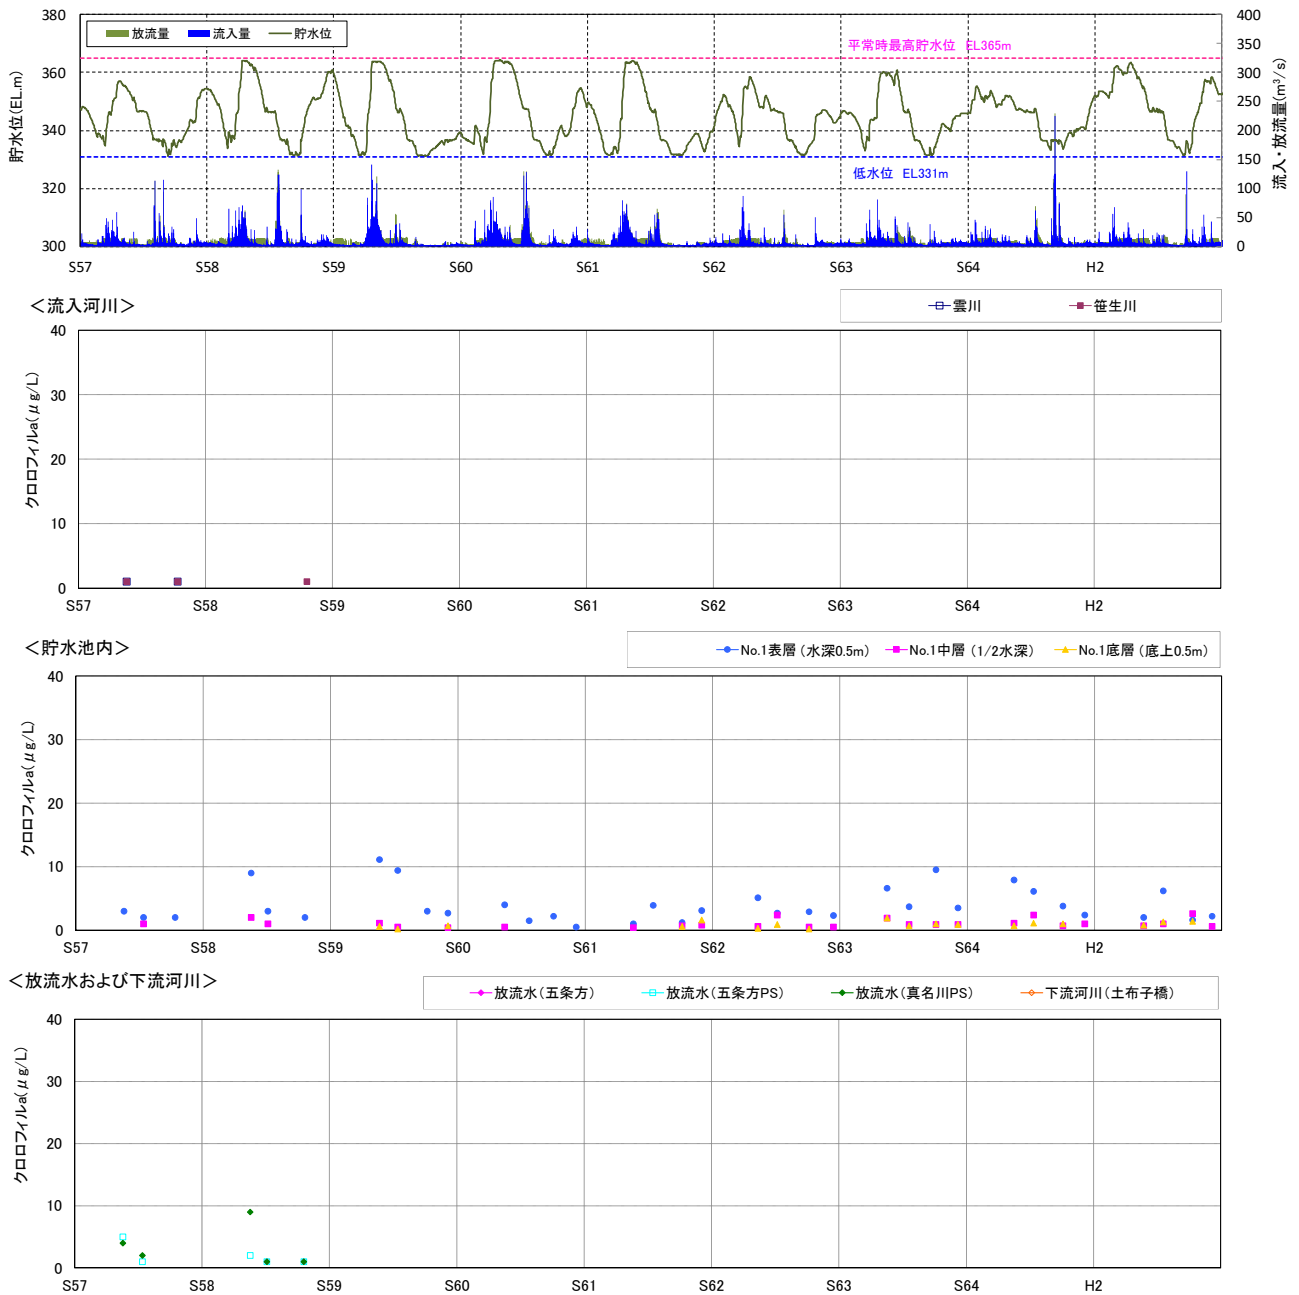 380
360
340
320
300
貯水位(EL.m)
放流量
流入量
貯水位
平常時最高貯水位 EL365m
低水位 EL331m
400
350
300
250
200
150
100
50
0
流入・放流量(m³/s)
S57 S58 S59 S60 S61 S62 S63 S64 H2
＜流入河川＞
雲川
笹生川
40
30
20
10
0
クロロフィルa(μg/L)
S57 S58 S59 S60 S61 S62 S63 S64 H2
＜貯水池内＞
No.1表層（水深0.5m） No.1中層（1/2水深） No.1底層（底上0.5m）
40
30
20
10
0
クロロフィルa(μg/L)
S57 S58 S59 S60 S61 S62 S63 S64 H2
＜放流水および下流河川＞
放流水（五条方） 放流水（五条方PS） 放流水（真名川PS） 下流河川（土布子橋）
40
30
20
10
0
クロロフィルa(μg/L)
S57 S58 S59 S60 S61 S62 S63 S64 H2